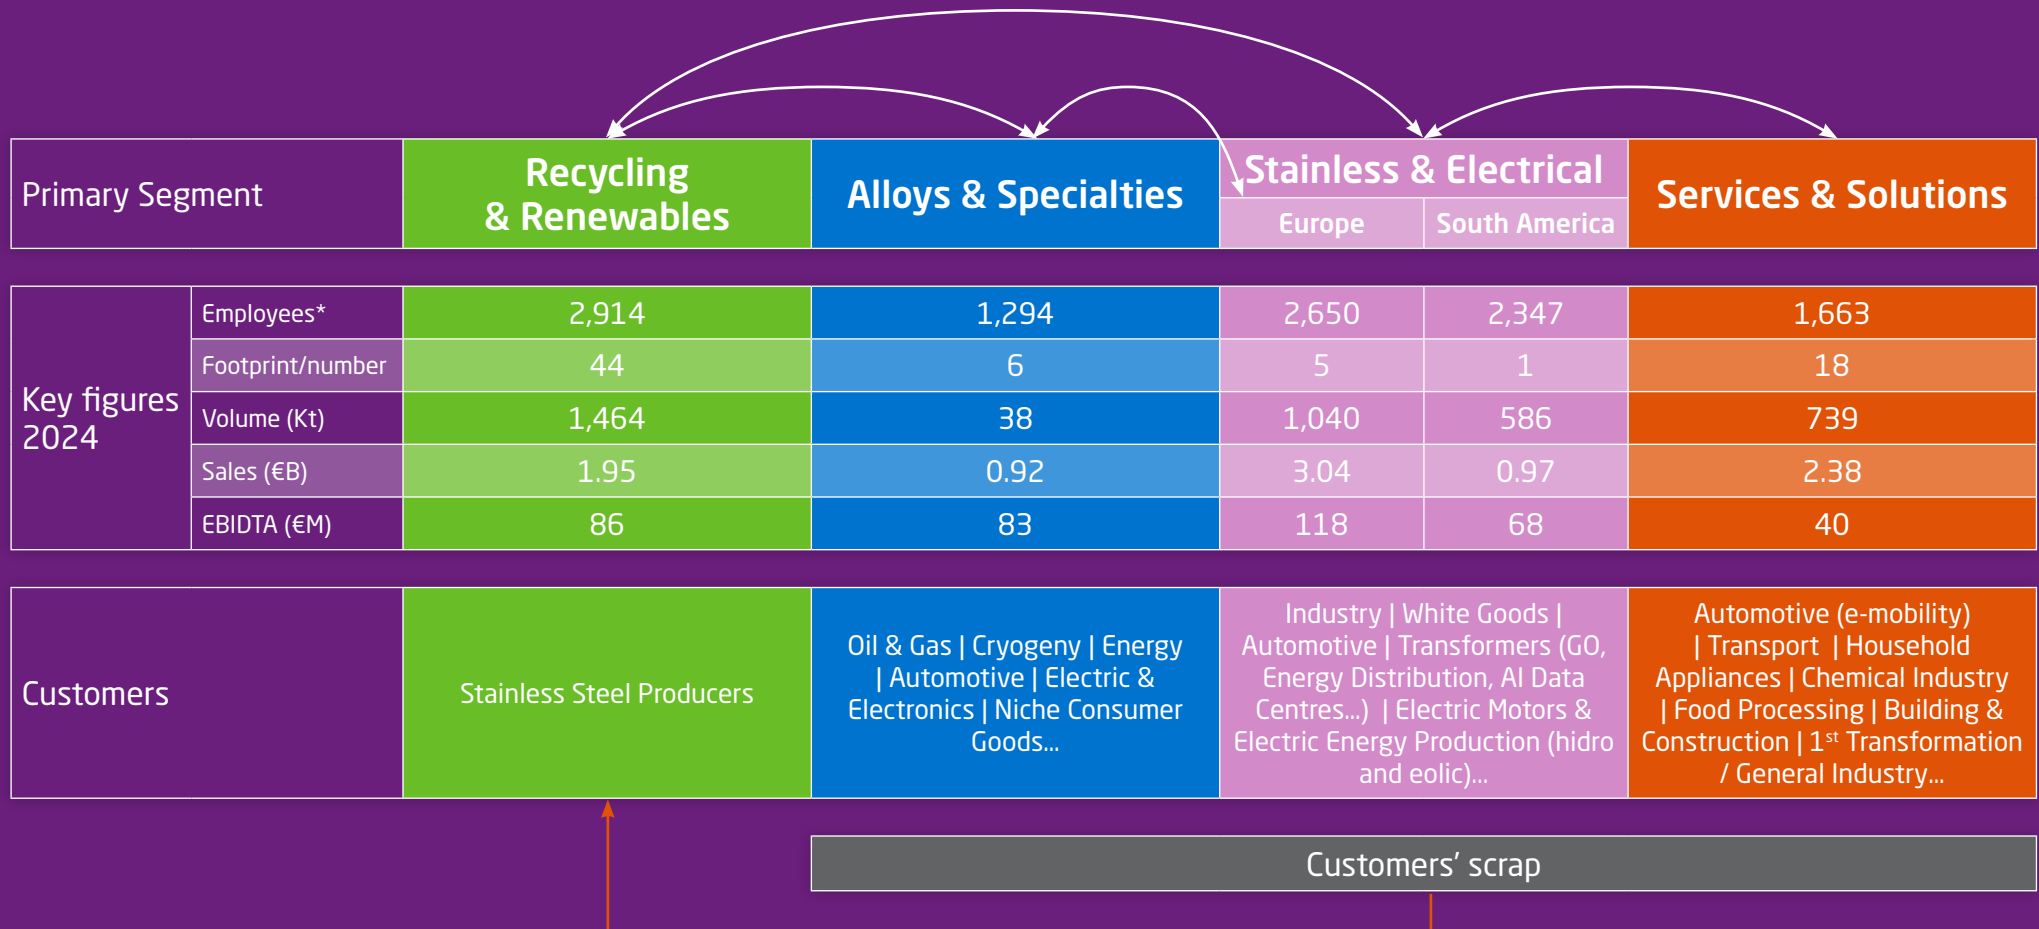 Primary Segment
Recycling
& Renewables
Alloys & Specialties
Stainless & Electrical
Europe
South America
Services & Solutions
Key figures
2024
Employees*
2,914
1,294
2,650
2,347
1,663
Footprint/number
44
6
5
1
18
Volume (Kt)
1,464
38
1,040
586
739
Sales (€B)
1.95
0.92
3.04
0.97
2.38
EBIDTA (€M)
86
83
118
68
40
Customers
Stainless Steel Producers
Oil & Gas | Cryogeny | Energy
| Automotive | Electric &
Electronics | Niche Consumer
Goods...
Industry | White Goods |
Automotive | Transformers (GO,
Energy Distribution, AI Data
Centres...) | Electric Motors &
Electric Energy Production (hidro
and eolic)...
Automotive (e-mobility)
| Transport | Household
Appliances | Chemical Industry
| Food Processing | Building &
Construction | 1st Transformation
/ General Industry...
Customers’ scrap